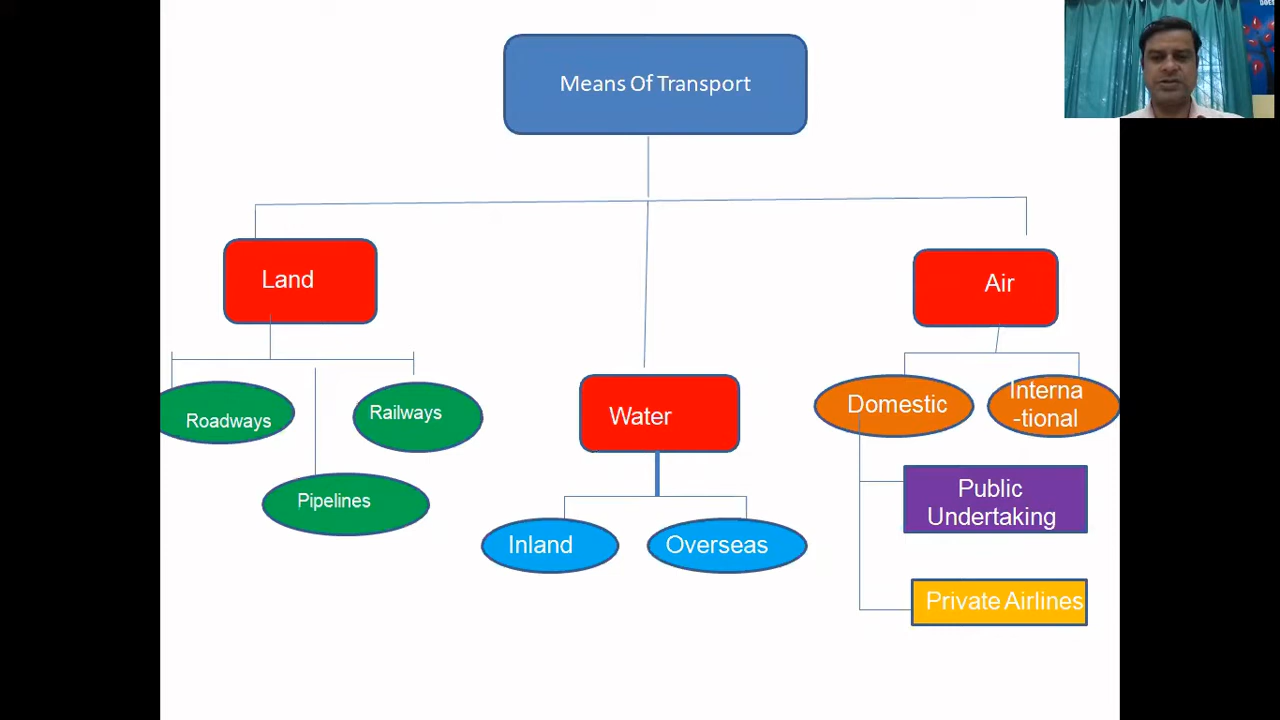 Means Of Transport
Land
Air
Roadways
Railways
Pipelines
Water
Domestic
Interna
-tional
Public
Undertaking
Inland
Overseas
Private Airlines